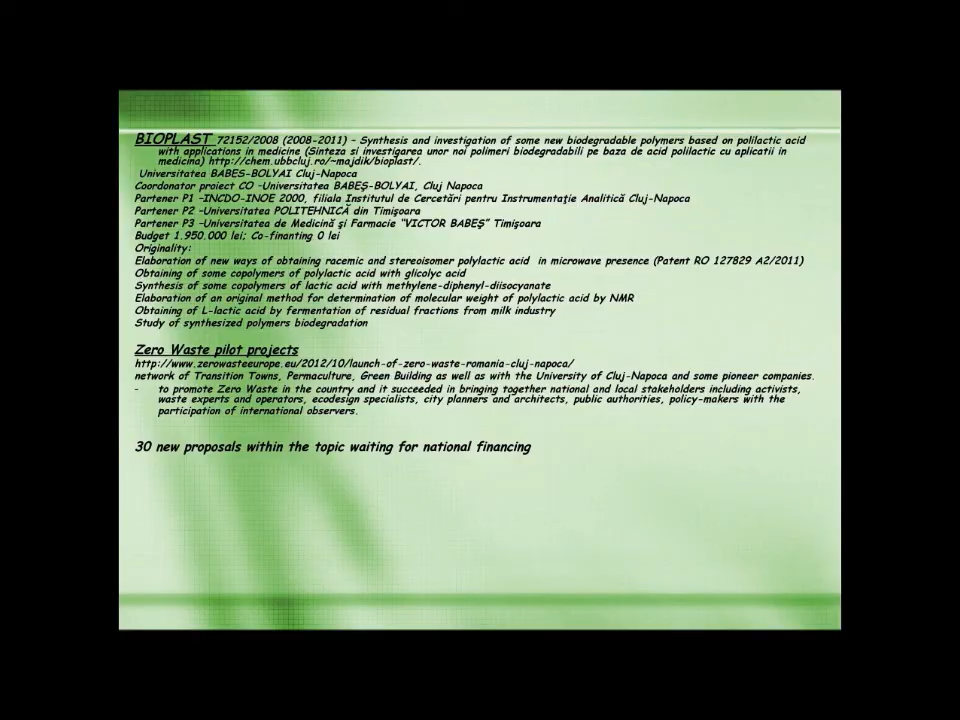 BIOPLAST 72152/2008 (2008-2011) – Synthesis and investigation of some new biodegradable polymers based on polilactic acid
with applications in medicine (Sinteza si investigarea unor noi polimeri biodegradabili pe baza de acid polilactic cu aplicatii in
medicina) http://chem.ubbcluj.ro/~majdik/bioplast/.
Universitatea BABES-BOLYAI Cluj-Napoca
Coordonator proiect CO –Universitatea BABEŞ-BOLYAI, Cluj Napoca
Partener P1 –INCDO-INOE 2000, filiala Institutul de Cercetări pentru Instrumentaţie Analitică Cluj-Napoca
Partener P2 –Universitatea POLITEHNICĂ din Timişoara
Partener P3 –Universitatea de Medicină şi Farmacie "VICTOR BABEŞ" Timişoara
Budget 1.950.000 lei; Co-finanting 0 lei
Originality:
Elaboration of new ways of obtaining racemic and stereoisomer polylactic acid in microwave presence (Patent RO 127829 A2/2011)
Obtaining of some copolymers of polylactic acid with glicolyc acid
Synthesis of some copolymers of lactic acid with methylene-diphenyl-diisocyanate
Elaboration of an original method for determination of molecular weight of polylactic acid by NMR
Obtaining of L-lactic acid by fermentation of residual fractions from milk industry
Study of synthesized polymers biodegradation
Zero Waste pilot projects
http://www.zerowasteeurope.eu/2012/10/launch-of-zero-waste-romania-cluj-napoca/
network of Transition Towns, Permaculture, Green Building as well as with the University of Cluj-Napoca and some pioneer companies.
- to promote Zero Waste in the country and it succeeded in bringing together national and local stakeholders including activists,
waste experts and operators, ecodesign specialists, city planners and architects, public authorities, policy-makers with the
participation of international observers.
30 new proposals within the topic waiting for national financing